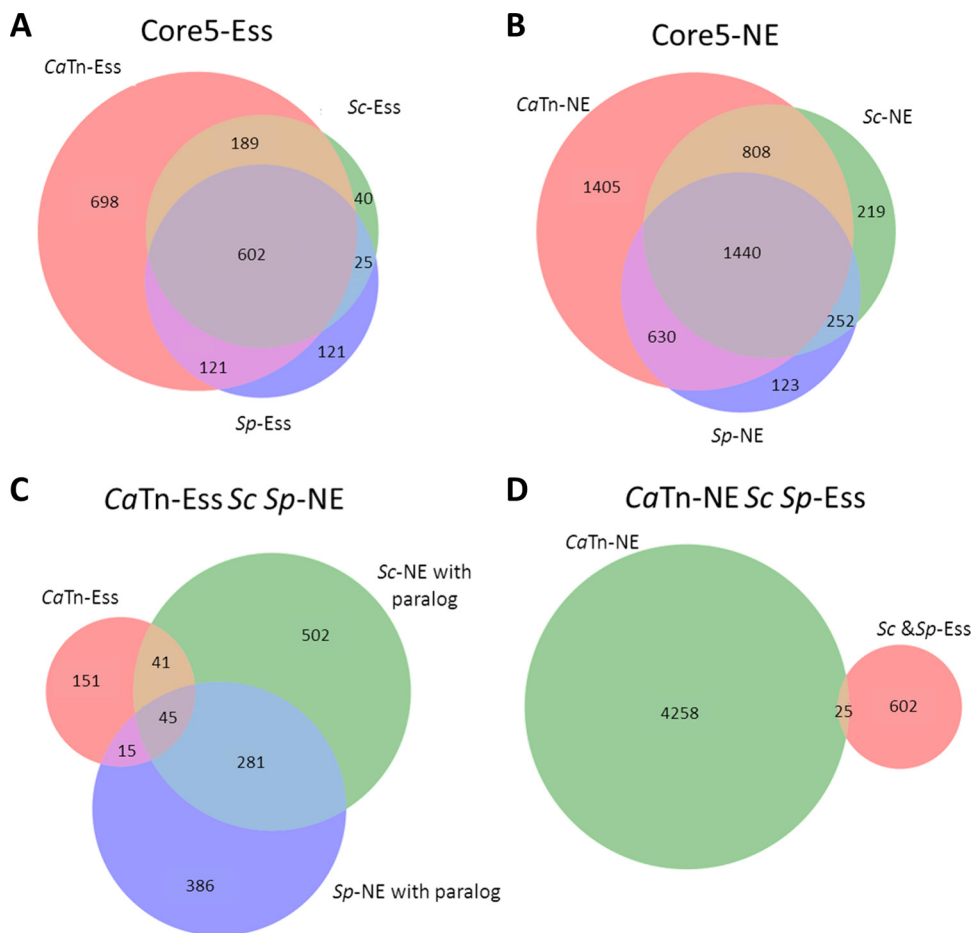 A
Core5-Ess
CaTn-Ess
Sc-Ess
189
698
40
602
25
121
121
Sp-Ess
B
Core5-NE
CaTn-NE
Sc-NE
808
1405
219
1440
252
630
123
Sp-NE
C
CaTn-Ess Sc Sp-NE
CaTn-Ess
Sc-NE with
paralog
502
41
151
45
15
281
386
Sp-NE with paralog
D
CaTn-NE Sc Sp-Ess
CaTn-NE
Sc &Sp-Ess
4258
25
602